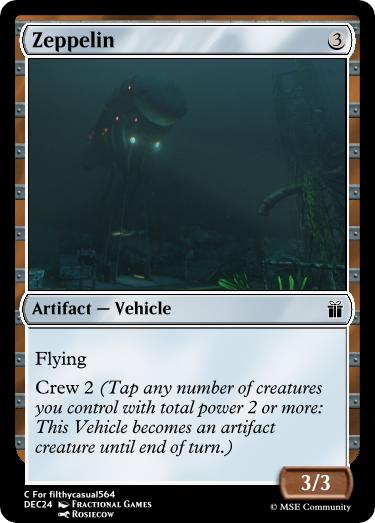 Zeppelin 3
Artifact — Vehicle
Flying
Crew 2 (Tap any number of creatures
you control with total power 2 or more:
This Vehicle becomes an artifact
creature until end of turn.)
3/3
C For filthycasual564
DEC24 Fractional Games © MSE Community
Rosiecow